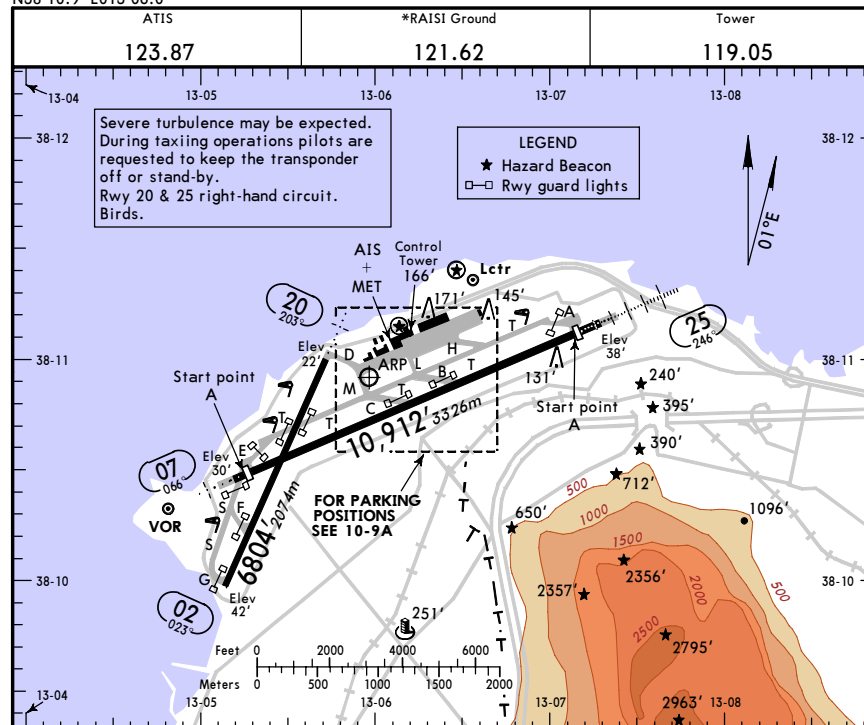 ATIS
*RAISI Ground
Tower
123.87
121.62
119.05
13-04
13-05
13-06
13-07
13-08
38-12
38-12
Severe turbulence may be expected.
During taxiing operations pilots are
requested to keep the transponder
off or stand-by.
Rwy 20 & 25 right-hand circuit.
Birds.
LEGEND
Hazard Beacon
Rwy guard lights
01°E
AIS
+
MET
Control
Tower
166'
Lctr
171'
145'
20
203°
A
25
246°
Elev
22'
D
T
Elev
38'
38-11
38-11
ARP
L
H
Start point
A
M
B
T
131'
240'
C
T
Start point
A
395'
10,912' 3326m
T
T
E
390'
07
066°
Elev
30'
712'
500
VOR
S
F
FOR PARKING
POSITIONS
SEE 10-9A
650'
1000
1096'
S
6804' 2074m
1500
2356'
500
38-10
G
2000
38-10
02
023°
Elev
42'
2357'
251'
2500
2795'
Feet
0
2000
4000
6000
Meters
0
500
1000
1500
2000
2963'
13-04
13-05
13-06
13-07
13-08